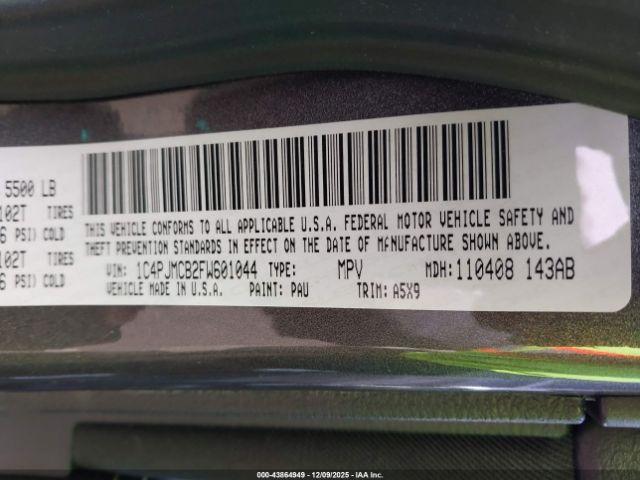 5500 LB
102T TIRES
PSI) COLD
102T TIRES
PSI) COLD
THIS VEHICLE CONFORMS TO ALL APPLICABLE U.S.A. FEDERAL MOTOR VEHICLE SAFETY AND
THEFT PREVENTION STANDARDS IN EFFECT ON THE DATE OF MANUFACTURE SHOWN ABOVE.
VIN: 1C4PJMCB2FW601044 TYPE: MPV MDH: 110408 143AB
VEHICLE MADE IN U.S.A. PAINT: PAU TRIM: A5X9
000-43864949 | 12/09/2025 | IAA Inc.